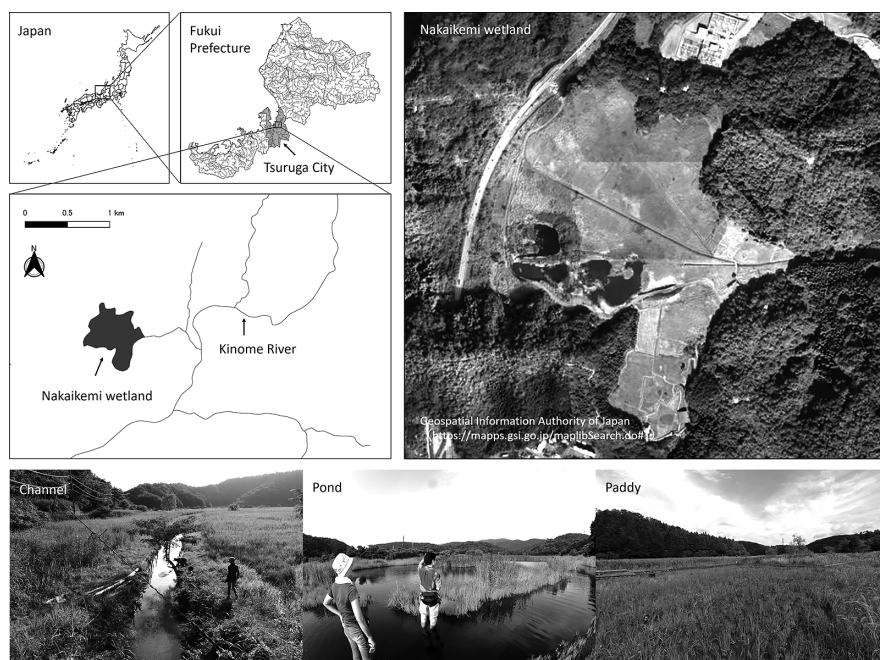 Japan
Fukui
Prefecture
Tsuruga City
0 0.5 1 km
N
Kinome River
Nakaikemi wetland
Nakaikemi wetland
Geospatial Information Authority of Japan
Channel
Pond
Paddy